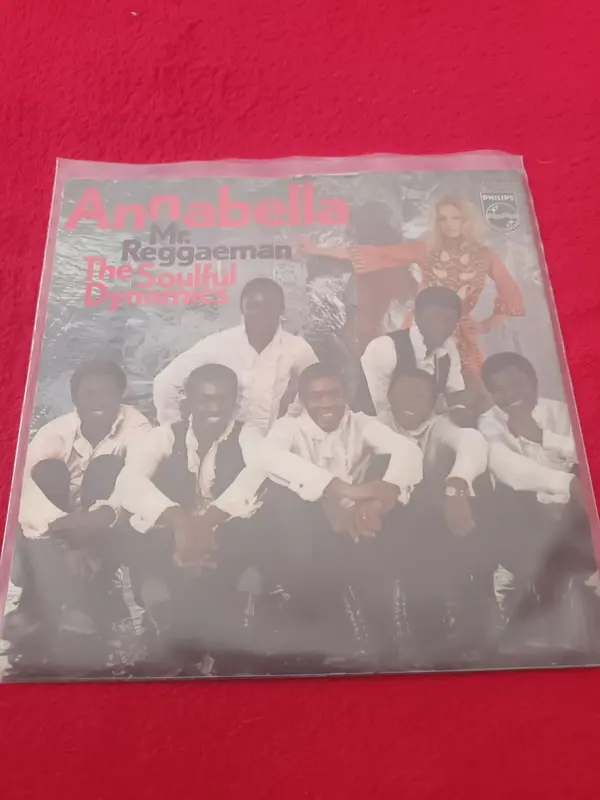 Annabella
Mr.
Reggaeman
The Soulful
Dynamics
PHILIPS